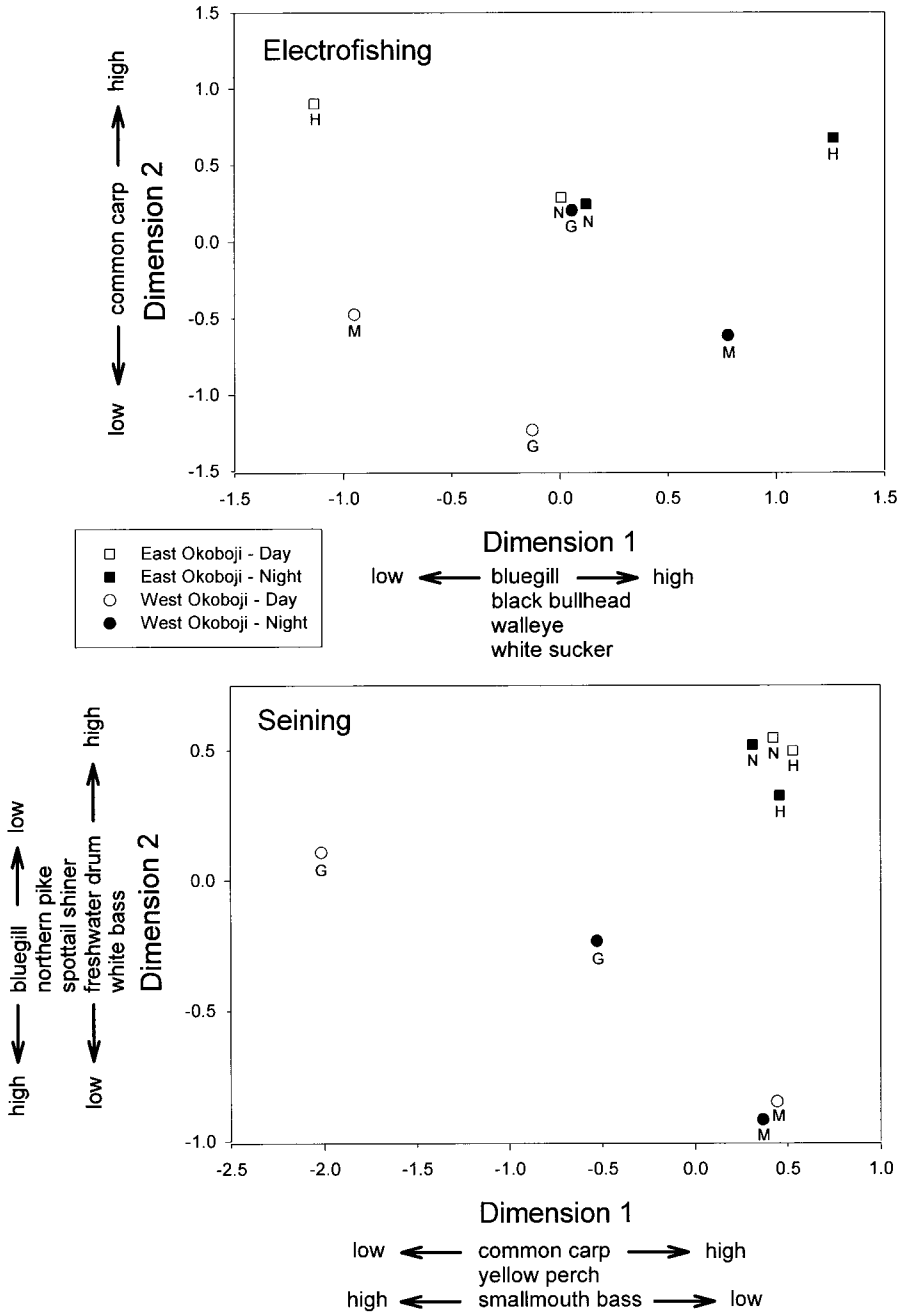 Electrofishing
1.5
1.0
0.5
0.0
-0.5
-1.0
-1.5
H
H
N
G
N
M
M
G
-1.5
-1.0
-0.5
0.0
0.5
1.0
1.5
Dimension 2
low
common carp
high
Dimension 1
low
bluegill
high
black bullhead
walleye
white sucker
East Okoboji - Day
East Okoboji - Night
West Okoboji - Day
West Okoboji - Night
Seining
0.5
0.0
-0.5
-1.0
N
N
H
H
G
G
M
M
-2.5
-2.0
-1.5
-1.0
-0.5
0.0
0.5
1.0
high
bluegill
low
northern pike
spottail shiner
low
freshwater drum
high
white bass
Dimension 2
Dimension 1
low
common carp
high
yellow perch
high
smallmouth bass
low